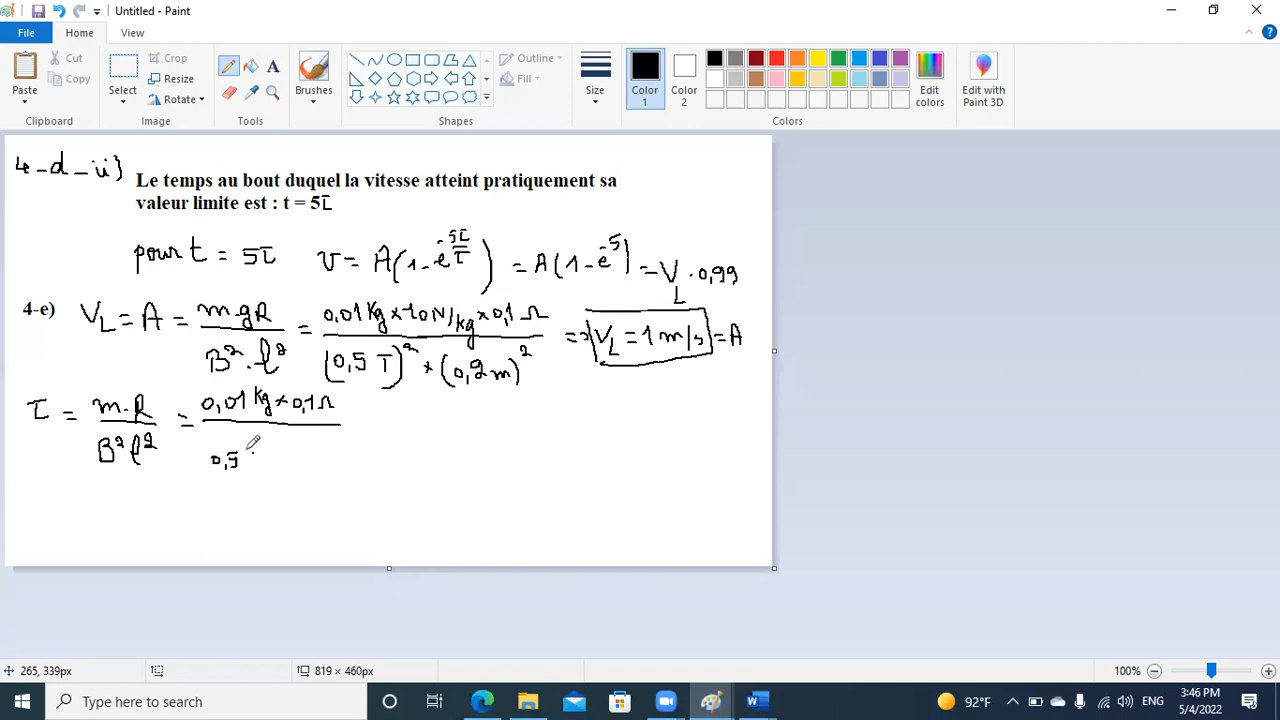 Untitled - Paint
File Home View
Paste Cut Copy Clipboard
Select Crop Resize Rotate Image
Tools
Brushes
Outline Fill Shapes
Size
Color 1 Color 2 Edit colors Colors
Edit with Paint 3D
4-d-ii)
Le temps au bout duquel la vitesse atteint pratiquement sa
valeur limite est : t = 5τ
pour t = 5τ v = A(1-e^-5τ/τ) = A(1-e^-5) = V_L . 0,99
4-e) V_L = A = m.gR / B².ℓ² = 0,01 Kg × 10 N/kg × 0,1 Ω / (0,5 T)² × (0,2 m)² => V_L = 1 m/s = A
τ = m.R / B²ℓ² = 0,01 Kg × 0,1 Ω / 0,5
265, 339px 819 × 460px 100%
Type here to search 92°F ENG 3:46 PM
5/4/2022